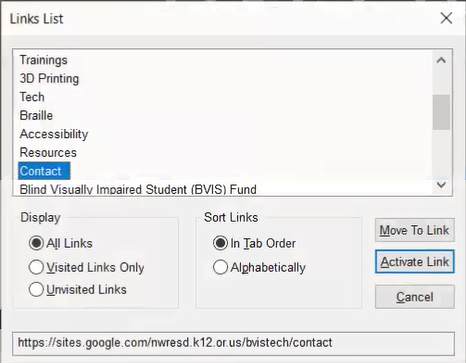 Links List
Trainings
3D Printing
Tech
Braille
Accessibility
Resources
Contact
Blind Visually Impaired Student (BVIS) Fund
Display
All Links
Visited Links Only
Unvisited Links
Sort Links
In Tab Order
Alphabetically
Move To Link
Activate Link
Cancel
https://sites.google.com/nwresd.k12.or.us/bvistech/contact